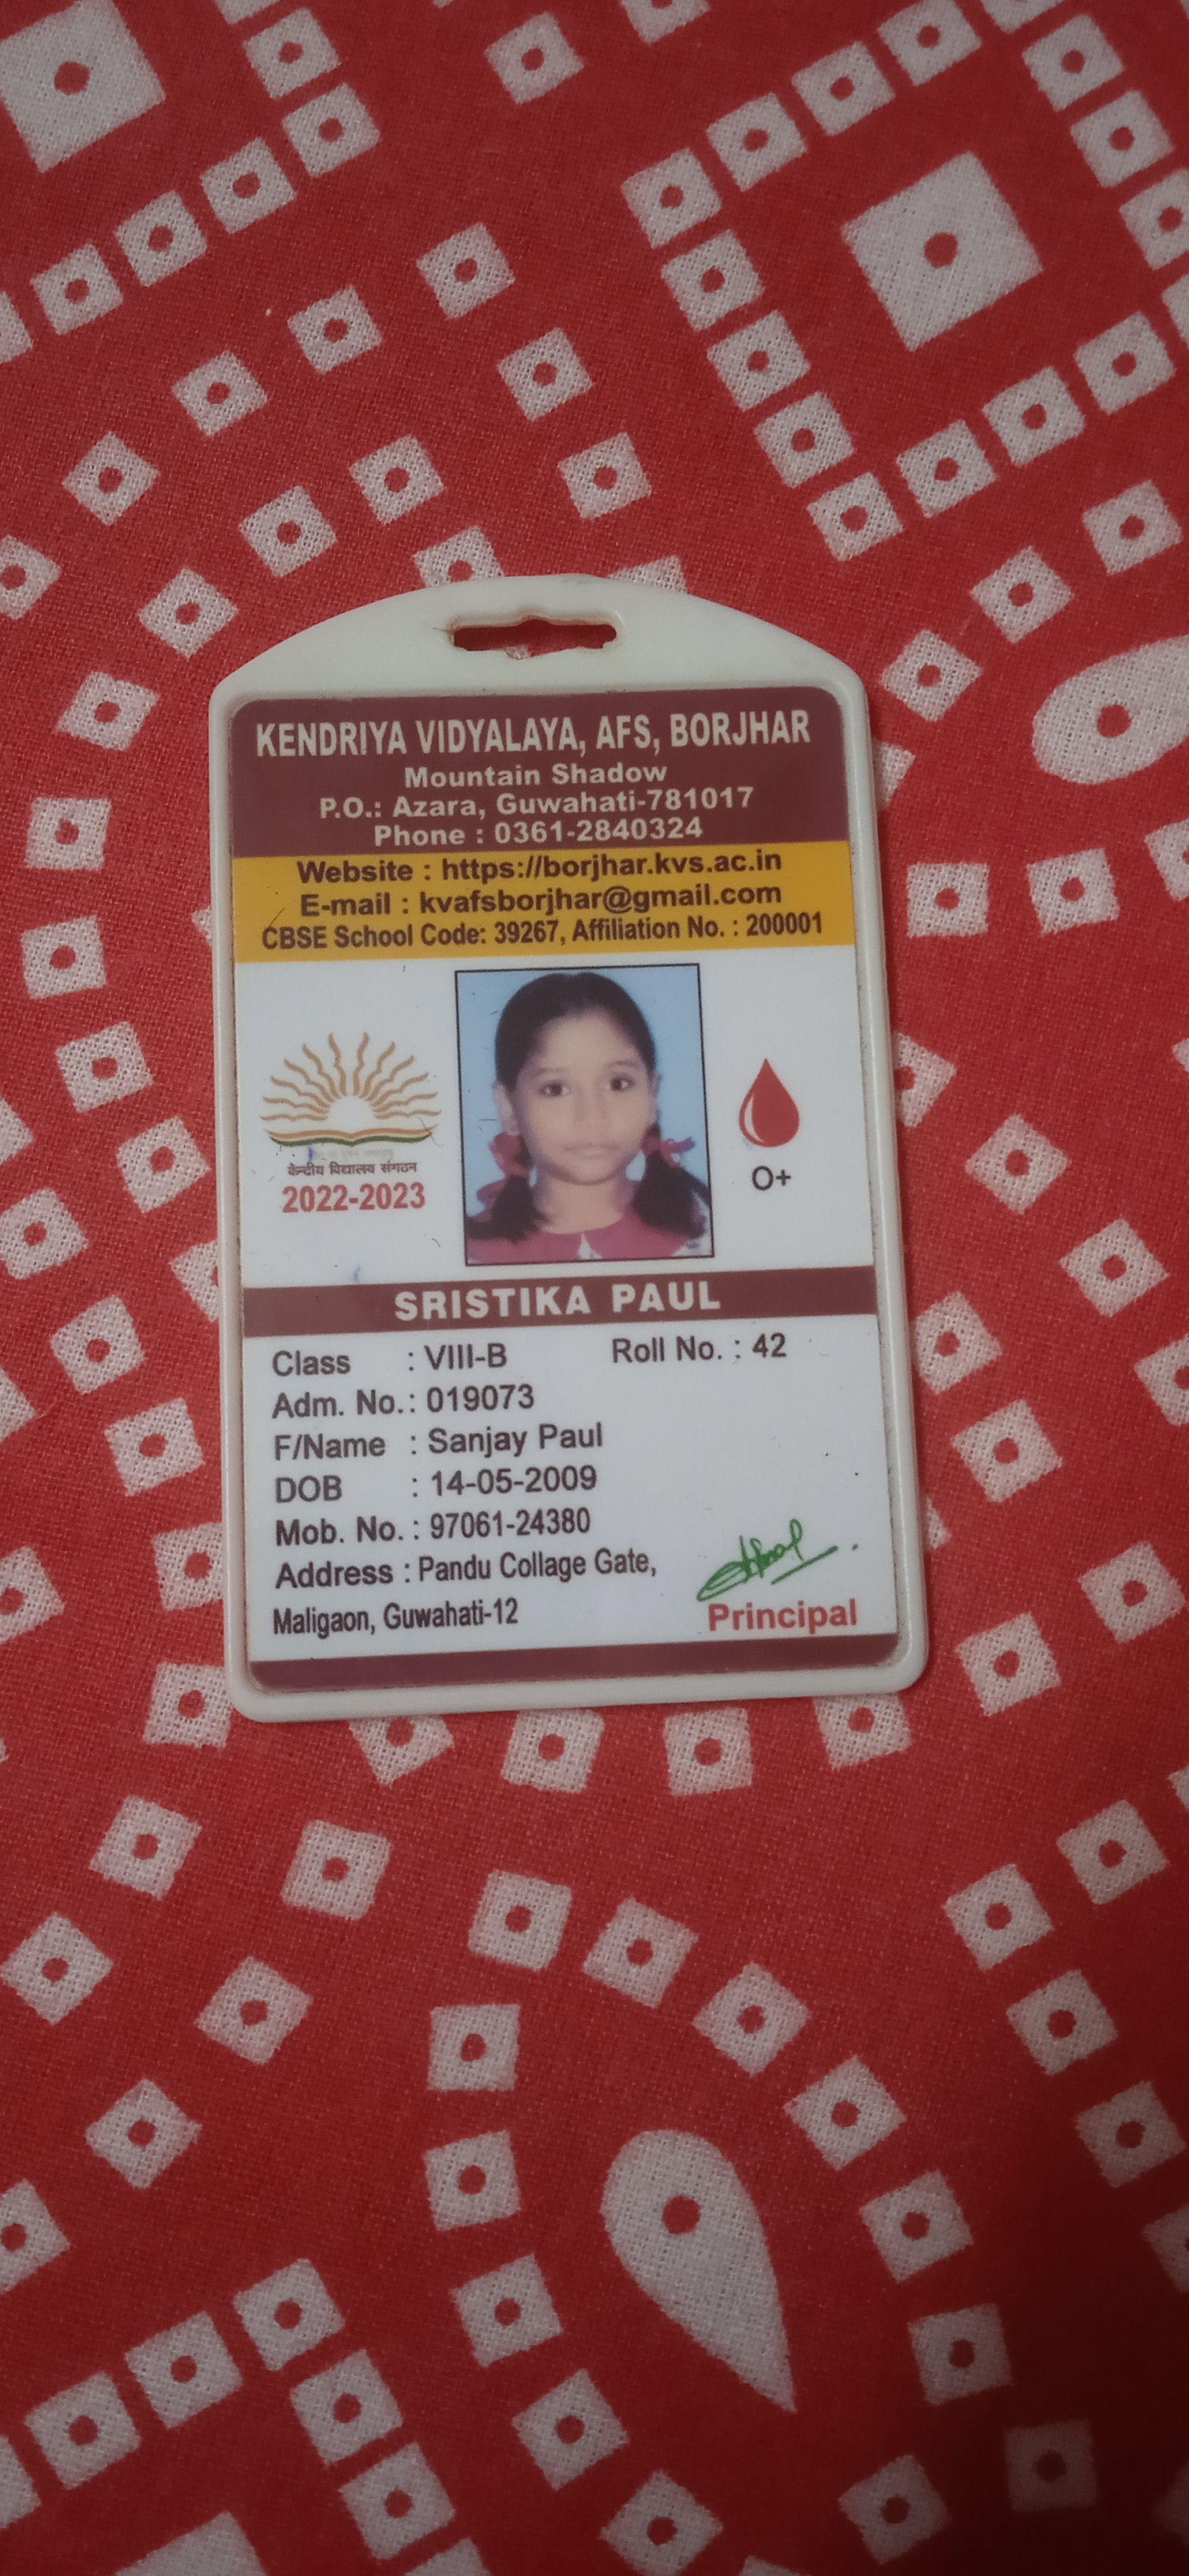 KENDRIYA VIDYALAYA, AFS, BORJHAR
Mountain Shadow
P.O.: Azara, Guwahati-781017
Phone : 0361-2840324
Website : https://borjhar.kvs.ac.in
E-mail : kvafsborjhar@gmail.com
CBSE School Code: 39267, Affiliation No. : 200001
केन्द्रीय विद्यालय संगठन
2022-2023
O+
SRISTIKA PAUL
Class : VIII-B Roll No. : 42
Adm. No.: 019073
F/Name : Sanjay Paul
DOB : 14-05-2009
Mob. No. : 97061-24380
Address : Pandu Collage Gate,
Maligaon, Guwahati-12
Principal